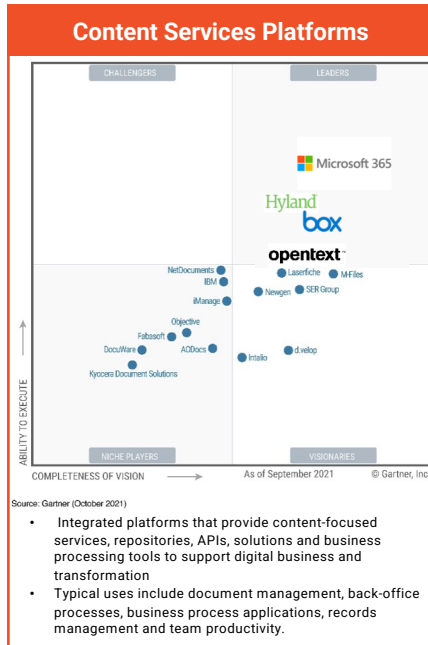 Content Services Platforms
CHALLENGERS
LEADERS
Microsoft 365
Hyland
box
opentext™
NetDocuments
Laserfiche
M-Files
IBM
Newgen
SER Group
iManage
Objective
Fabasoft
DocuWare
AODocs
Intalio
d.velop
Kyocera Document Solutions
ABILITY TO EXECUTE
NICHE PLAYERS
VISIONARIES
COMPLETENESS OF VISION
As of September 2021
© Gartner, Inc
Source: Gartner (October 2021)
• Integrated platforms that provide content-focused
services, repositories, APIs, solutions and business
processing tools to support digital business and
transformation
• Typical uses include document management, back-office
processes, business process applications, records
management and team productivity.